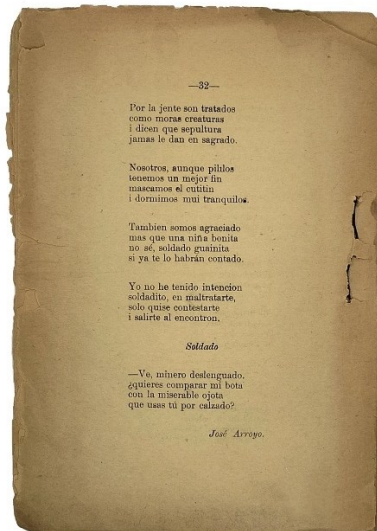 —32—
Por la jente son tratados
como moras creaturas
i dicen que sepultura
jamas le dan en sagrado.
Nosotros, aunque pililos
tenemos un mejor fin
mascamos el cutitin
i dormimos mui tranquilos.
Tambien somos agraciado
mas que una niña bonita
no sé, soldado guainita
si ya te lo habrán contado.
Yo no he tenido intencion
soldadito, en maltratarte,
solo quise contestarte
i salirte al encontron.
Soldado
—Ve, minero deslenguado,
¿quieres comparar mi bota
con la miserable ojota
que usas tú por calzado?
José Arroyo.